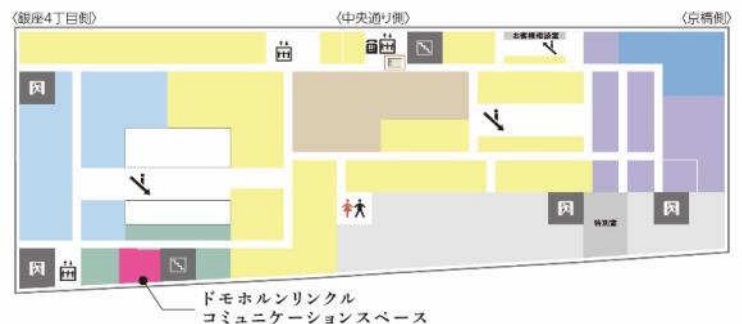 〈銀座4丁目側〉
〈中央通り側〉
〈京橋側〉
お客様相談室
特別室
ドモホルンリンクル
コミュニケーションスペース